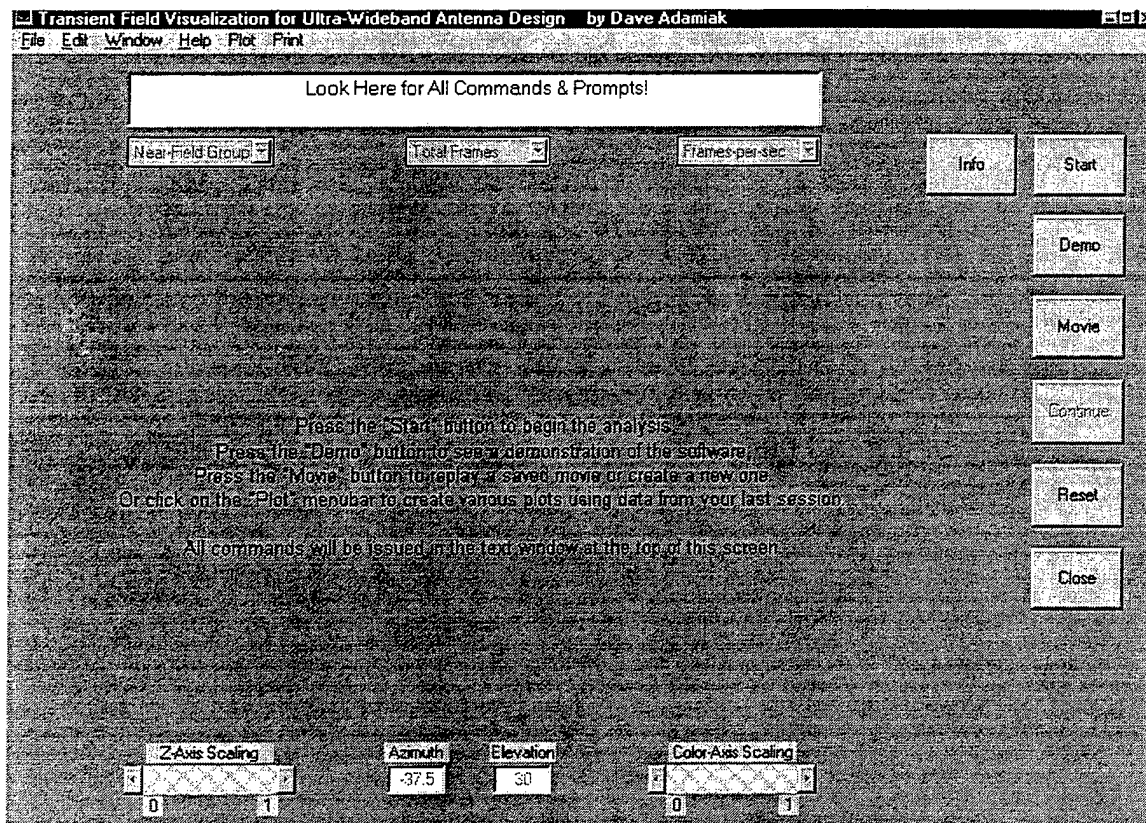 Transient Field Visualization for Ultra-Wideband Antenna Design by Dave Adamiak
File Edit Window Help Plot Print
Look Here for All Commands & Prompts!
Near-Field Group Total Frames Frames-per-sec
Info Start
Demo
Movie
Continue
Press the "Start" button to begin the analysis,
Press the "Demo" button to see a demonstration of the software,
Press the "Movie" button to replay a saved movie or create a new one
Or click on the "Plot" menubar to create various plots using data from your last session.
Reset
All commands will be issued in the text window at the top of this screen
Close
Z-Axis Scaling Azimuth Elevation Color-Axis Scaling
-37.5 30
0 1 0 1